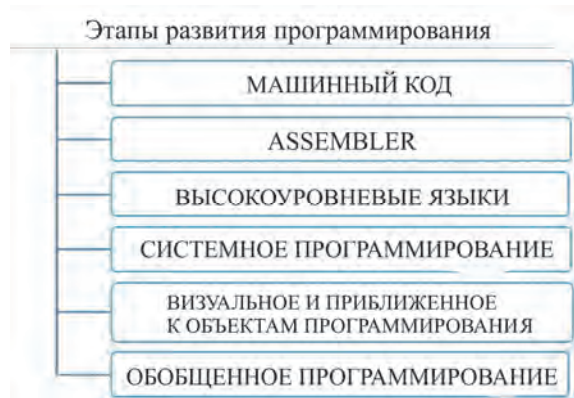 Этапы развития программирования
МАШИННЫЙ КОД
ASSEMBLER
ВЫСОКОУРОВНЕВЫЕ ЯЗЫКИ
СИСТЕМНОЕ ПРОГРАММИРОВАНИЕ
ВИЗУАЛЬНОЕ И ПРИБЛИЖЕННОЕ
К ОБЪЕКТАМ ПРОГРАММИРОВАНИЯ
ОБОБЩЕННОЕ ПРОГРАММИРОВАНИЕ